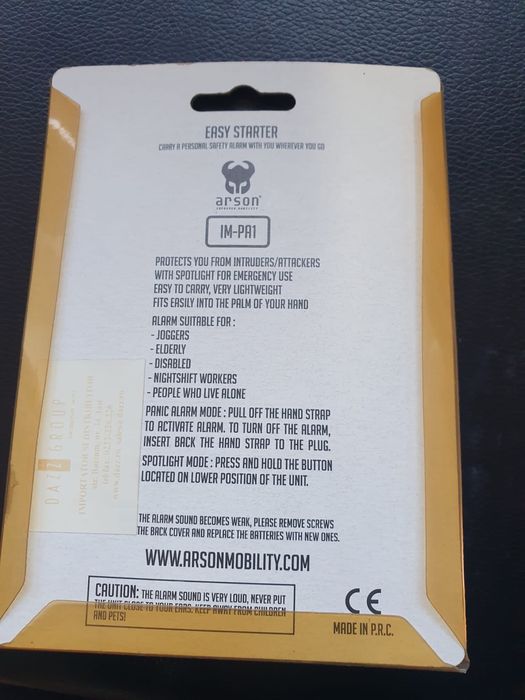 EASY STARTER
CARRY A PERSONAL SAFETY ALARM WITH YOU WHEREVER YOU GO
arson
IM-PA1
PROTECTS YOU FROM INTRUDERS/ATTACKERS
WITH SPOTLIGHT FOR EMERGENCY USE
EASY TO CARRY, VERY LIGHTWEIGHT
FITS EASILY INTO THE PALM OF YOUR HAND
ALARM SUITABLE FOR :
- JOGGERS
- ELDERLY
- DISABLED
- NIGHTSHIFT WORKERS
- PEOPLE WHO LIVE ALONE
PANIC ALARM MODE : PULL OFF THE HAND STRAP
TO ACTIVATE ALARM. TO TURN OFF THE ALARM,
INSERT BACK THE HAND STRAP TO THE PLUG.
SPOTLIGHT MODE : PRESS AND HOLD THE BUTTON
LOCATED ON LOWER POSITION OF THE UNIT.
DAZZ GROUP
IMPORTATOR SI DISTRIBUITOR
THE ALARM SOUND BECOMES WEAK, PLEASE REMOVE SCREWS
THE BACK COVER AND REPLACE THE BATTERIES WITH NEW ONES.
WWW.ARSONMOBILITY.COM
CAUTION: THE ALARM SOUND IS VERY LOUD, NEVER PUT
THE UNIT CLOSE TO YOUR EARS. KEEP AWAY FROM CHILDREN
AND PETS!
CE
MADE IN P.R.C.